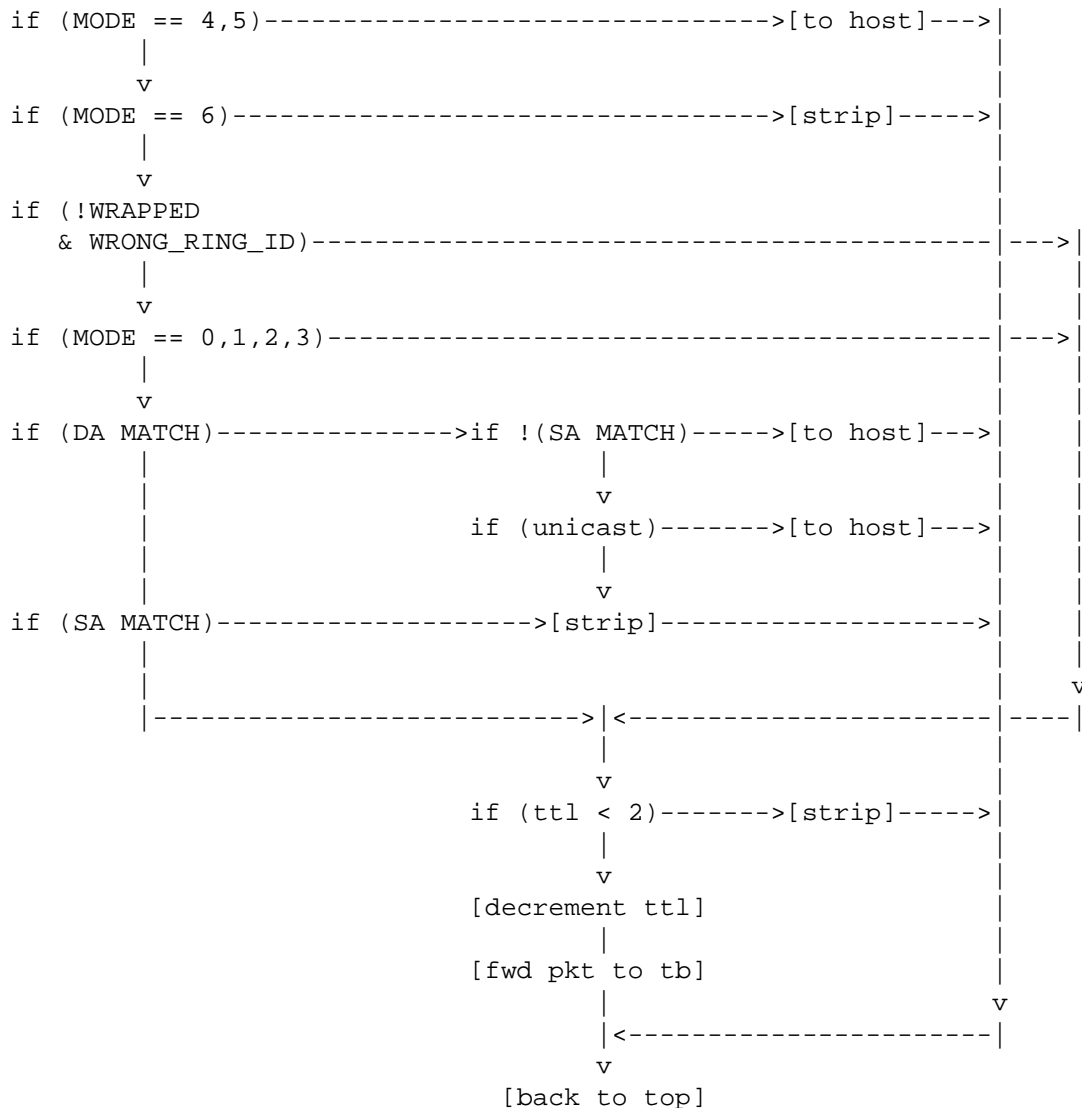 if (MODE == 4,5)-------------------------------->[to host]--->|
         |                                                    |
         v                                                    |
if (MODE == 6)---------------------------------->[strip]----->|
         |                                                    |
         v                                                    |
if (!WRAPPED                                                  |
   & WRONG_RING_ID)-------------------------------------------|--->|
         |                                                    |    |
         v                                                    |    |
if (MODE == 0,1,2,3)------------------------------------------|--->|
         |                                                    |    |
         v                                                    |    |
if (DA MATCH)--------------->if !(SA MATCH)----->[to host]--->|    |
         |                            |                       |    |
         |                            v                       |    |
         |                   if (unicast)------->[to host]--->|    |
         |                            |                       |    |
         |                            v                       |    |
if (SA MATCH)-------------------->[strip]-------------------->|    |
         |                                                    |    |
         |                                                    |    v
         |--------------------------->|<----------------------|----|
                                      |                       |
                                      v                       |
                             if (ttl < 2)------->[strip]----->|
                                      |                       |
                                      v                       |
                             [decrement ttl]                  |
                                      |                       |
                             [fwd pkt to tb]                  |
                                      |                       v
                                      |<----------------------|
                                      v
                               [back to top]